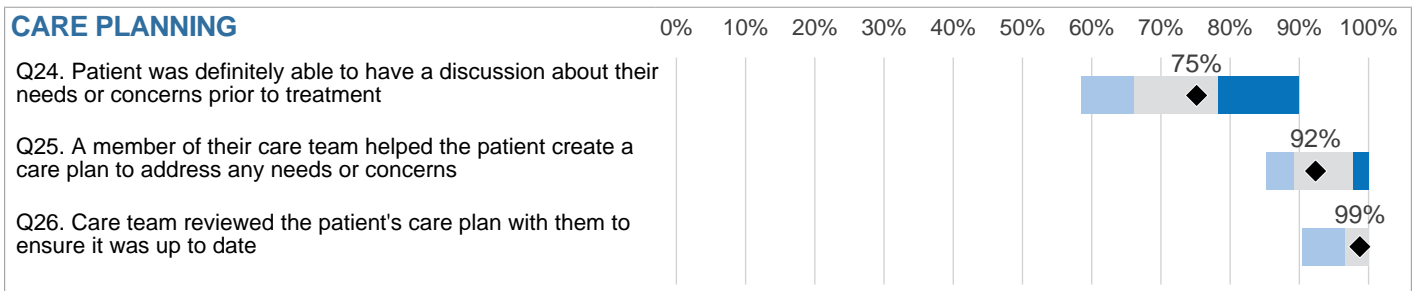 CARE PLANNING
0% 10% 20% 30% 40% 50% 60% 70% 80% 90% 100%
Q24. Patient was definitely able to have a discussion about their
needs or concerns prior to treatment
75%
Q25. A member of their care team helped the patient create a
care plan to address any needs or concerns
92%
Q26. Care team reviewed the patient's care plan with them to
ensure it was up to date
99%